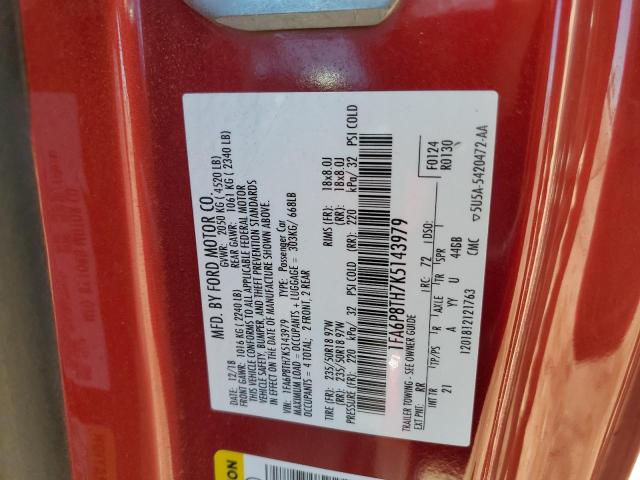 MFD. BY FORD MOTOR CO.
DATE: 12/18 GVWR: 2050 KG ( 4520 LB)
FRONT GAWR: 1016 KG ( 2240 LB) REAR GAWR: 1061 KG ( 2340 LB)
THIS VEHICLE CONFORMS TO ALL APPLICABLE FEDERAL MOTOR
VEHICLE SAFETY, BUMPER, AND THEFT PREVENTION STANDARDS
IN EFFECT ON THE DATE OF MANUFACTURE SHOWN ABOVE.
VIN: 1FA6P8TH7K5143979 TYPE: Passenger Car
MAXIMUM LOAD = OCCUPANTS + LUGGAGE = 303KG/ 668LB
OCCUPANTS = 4 TOTAL: 2 FRONT, 2 REAR
TIRE (FR): 235/50R18 97W RIMS (FR): 18x8.0J
(RR): 235/50R18 97W (RR): 18x8.0J
PRESSURE (FR): 220 kPa/ 32 PSI COLD (RR): 220 kPa/ 32 PSI COLD
1FA6P8TH7K5143979
TRAILER TOWING - SEE OWNER GUIDE F0124
EXT PNT: RR RC: 72 DSO: R0130
INT TR TP/PS R AXLE TR SPR
21 A YY U 44GB
1201812121763 CMC ▽5U5A-5420472-AA